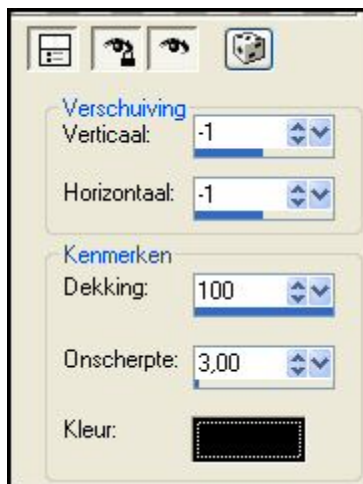 Verschuiving
Verticaal: -1
Horizontaal: -1
Kenmerken
Dekking: 100
Onscherpte: 3,00
Kleur: